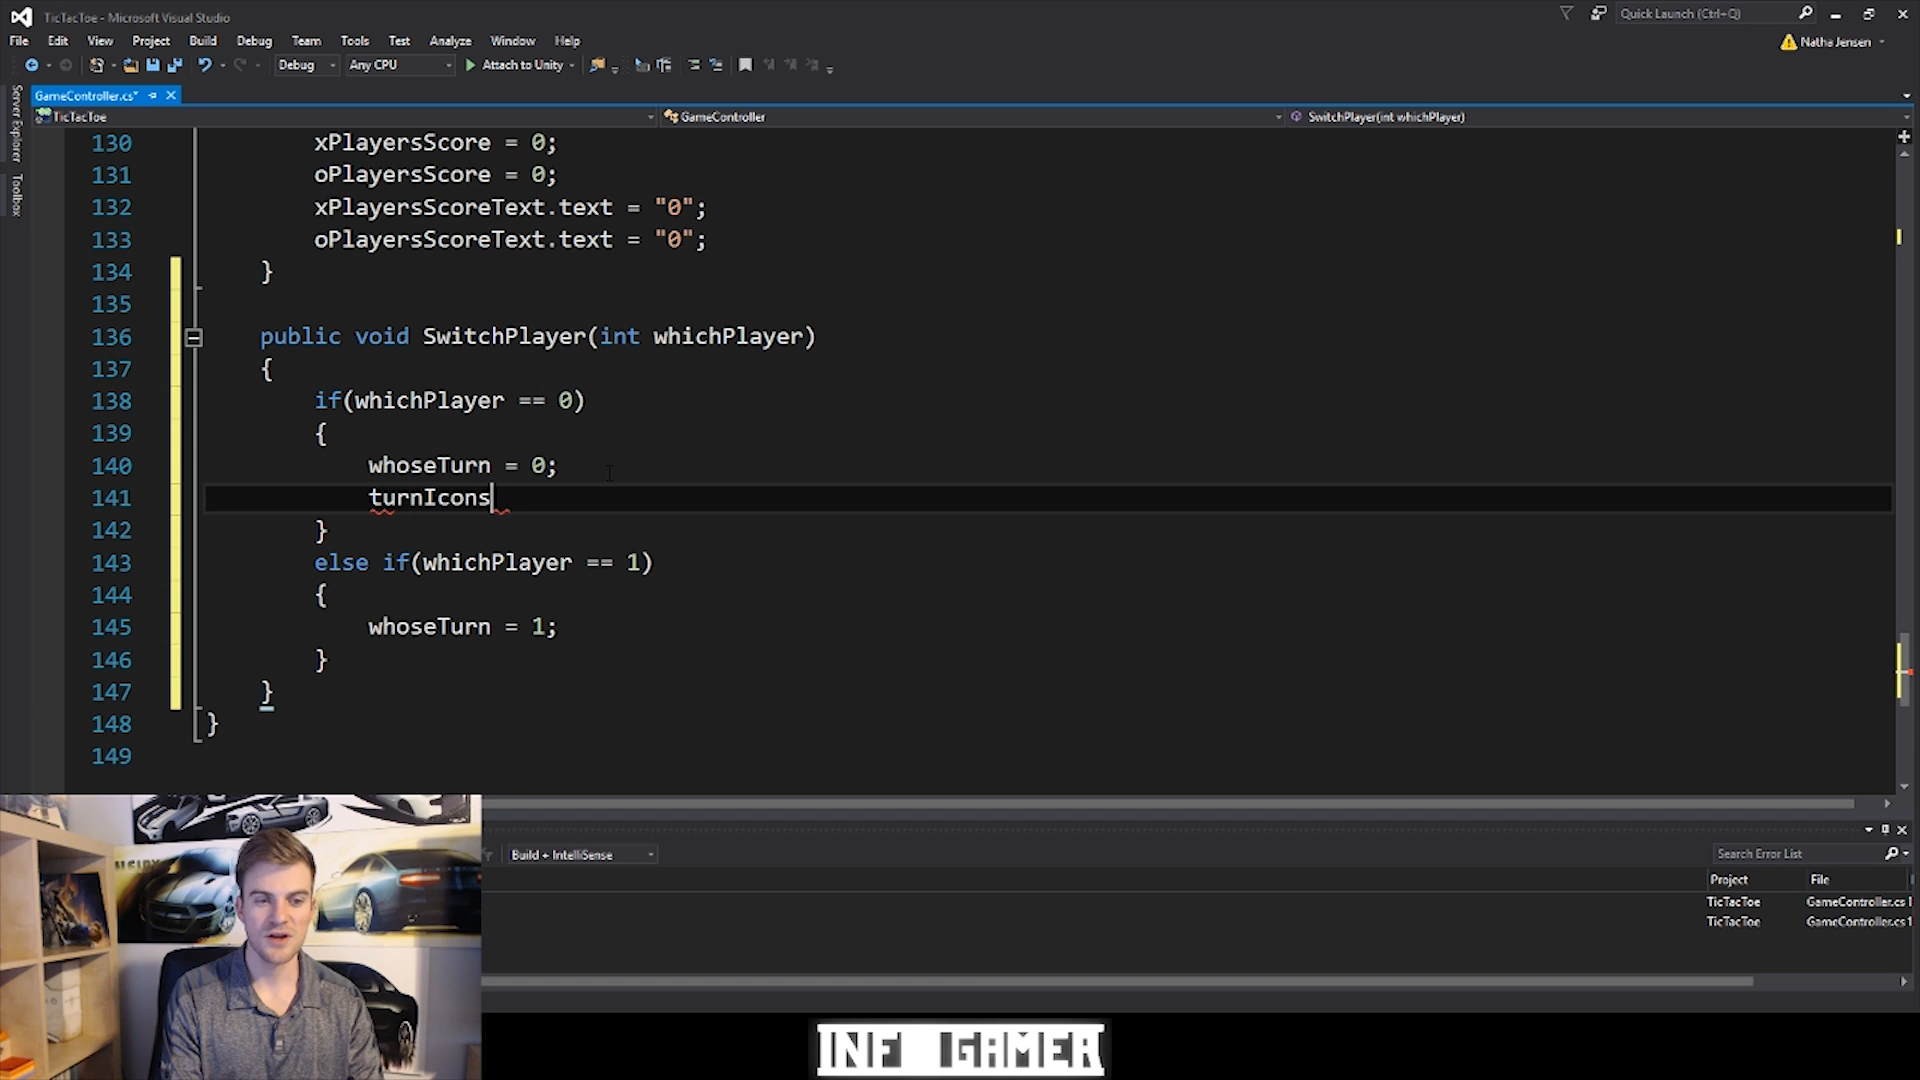 TicTacToe - Microsoft Visual Studio
Quick Launch (Ctrl+Q)
File Edit View Project Build Debug Team Tools Test Analyze Window Help
Natha Jensen
Debug Any CPU Attach to Unity
Server Explorer
Toolbox
GameController.cs*
TicTacToe GameController SwitchPlayer(int whichPlayer)
130 xPlayersScore = 0;
131 oPlayersScore = 0;
132 xPlayersScoreText.text = "0";
133 oPlayersScoreText.text = "0";
134 }
135
136 public void SwitchPlayer(int whichPlayer)
137 {
138 if(whichPlayer == 0)
139 {
140 whoseTurn = 0;
141 turnIcons
142 }
143 else if(whichPlayer == 1)
144 {
145 whoseTurn = 1;
146 }
147 }
148 }
149
Build + IntelliSense
Search Error List
Project File
TicTacToe GameController.cs
TicTacToe GameController.cs
INF GAMER